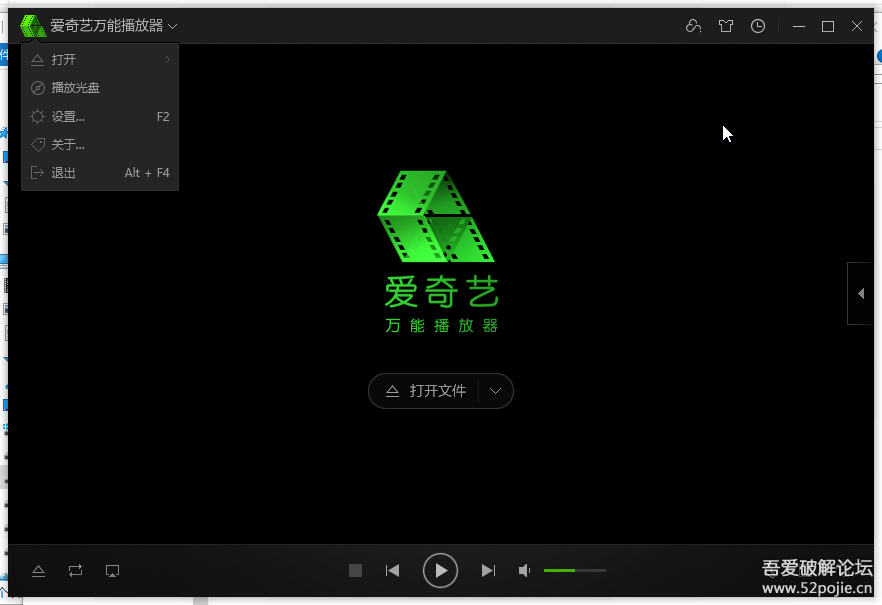 爱奇艺万能播放器
打开
播放光盘
设置... F2
关于...
退出 Alt + F4
爱奇艺
万能播放器
打开文件
吾爱破解论坛
www.52pojie.cn